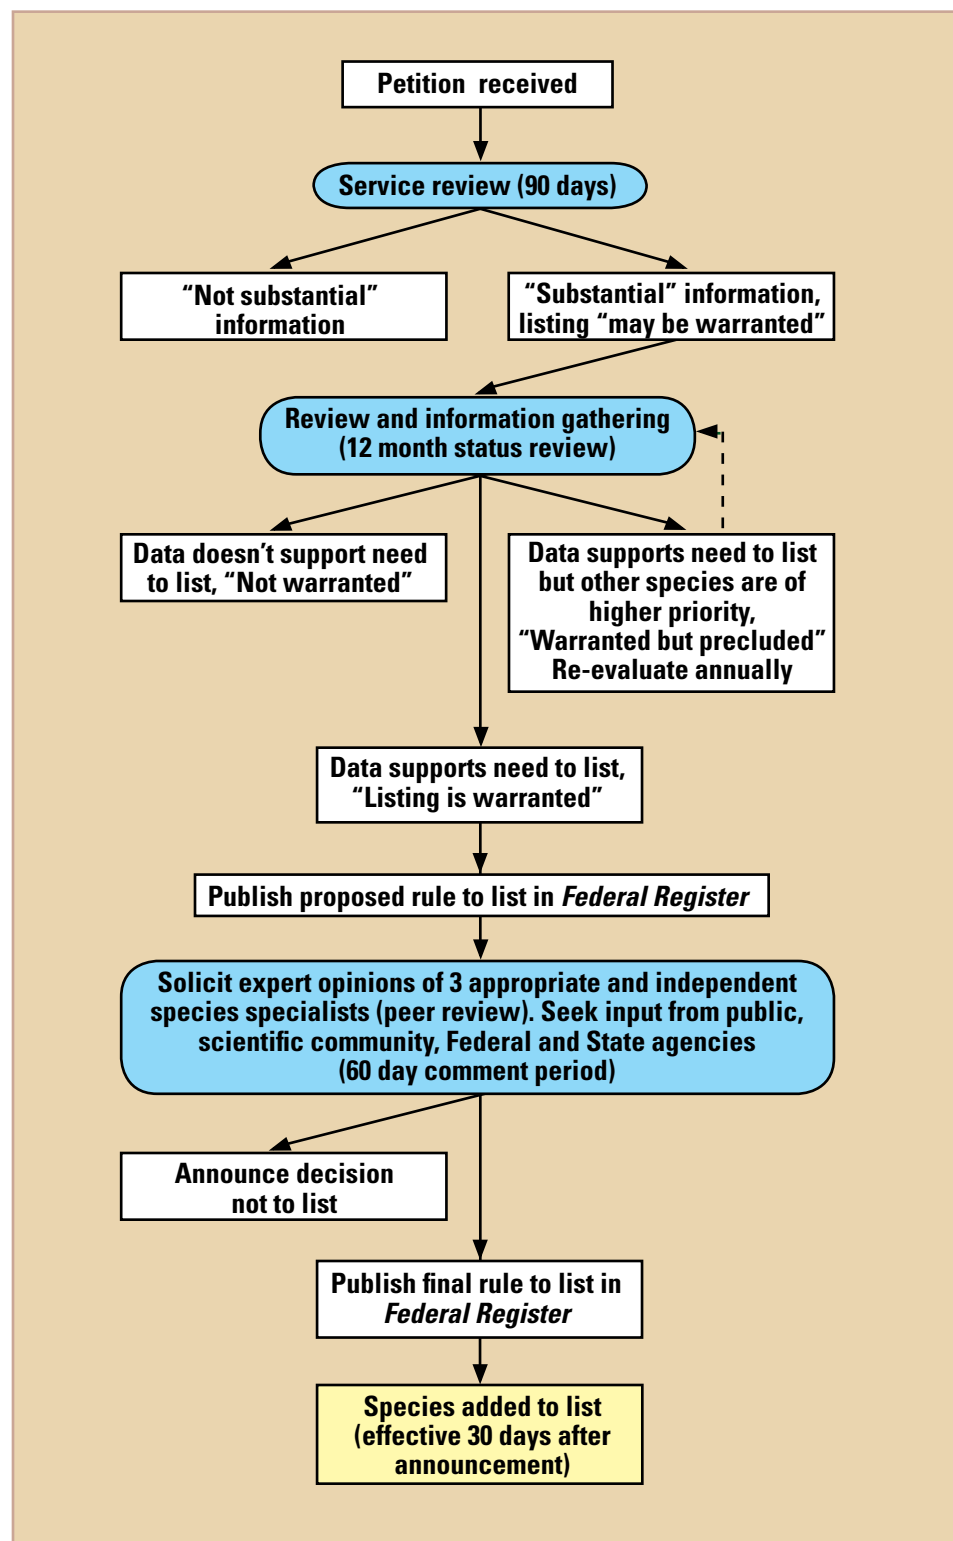 Petition received
Service review (90 days)
“Not substantial”
information
“Substantial” information,
listing “may be warranted”
Review and information gathering
(12 month status review)
Data doesn’t support need
to list, “Not warranted”
Data supports need to list
but other species are of
higher priority,
“Warranted but precluded”
Re-evaluate annually
Data supports need to list,
“Listing is warranted”
Publish proposed rule to list in Federal Register
Solicit expert opinions of 3 appropriate and independent
species specialists (peer review). Seek input from public,
scientific community, Federal and State agencies
(60 day comment period)
Announce decision
not to list
Publish final rule to list in
Federal Register
Species added to list
(effective 30 days after
announcement)